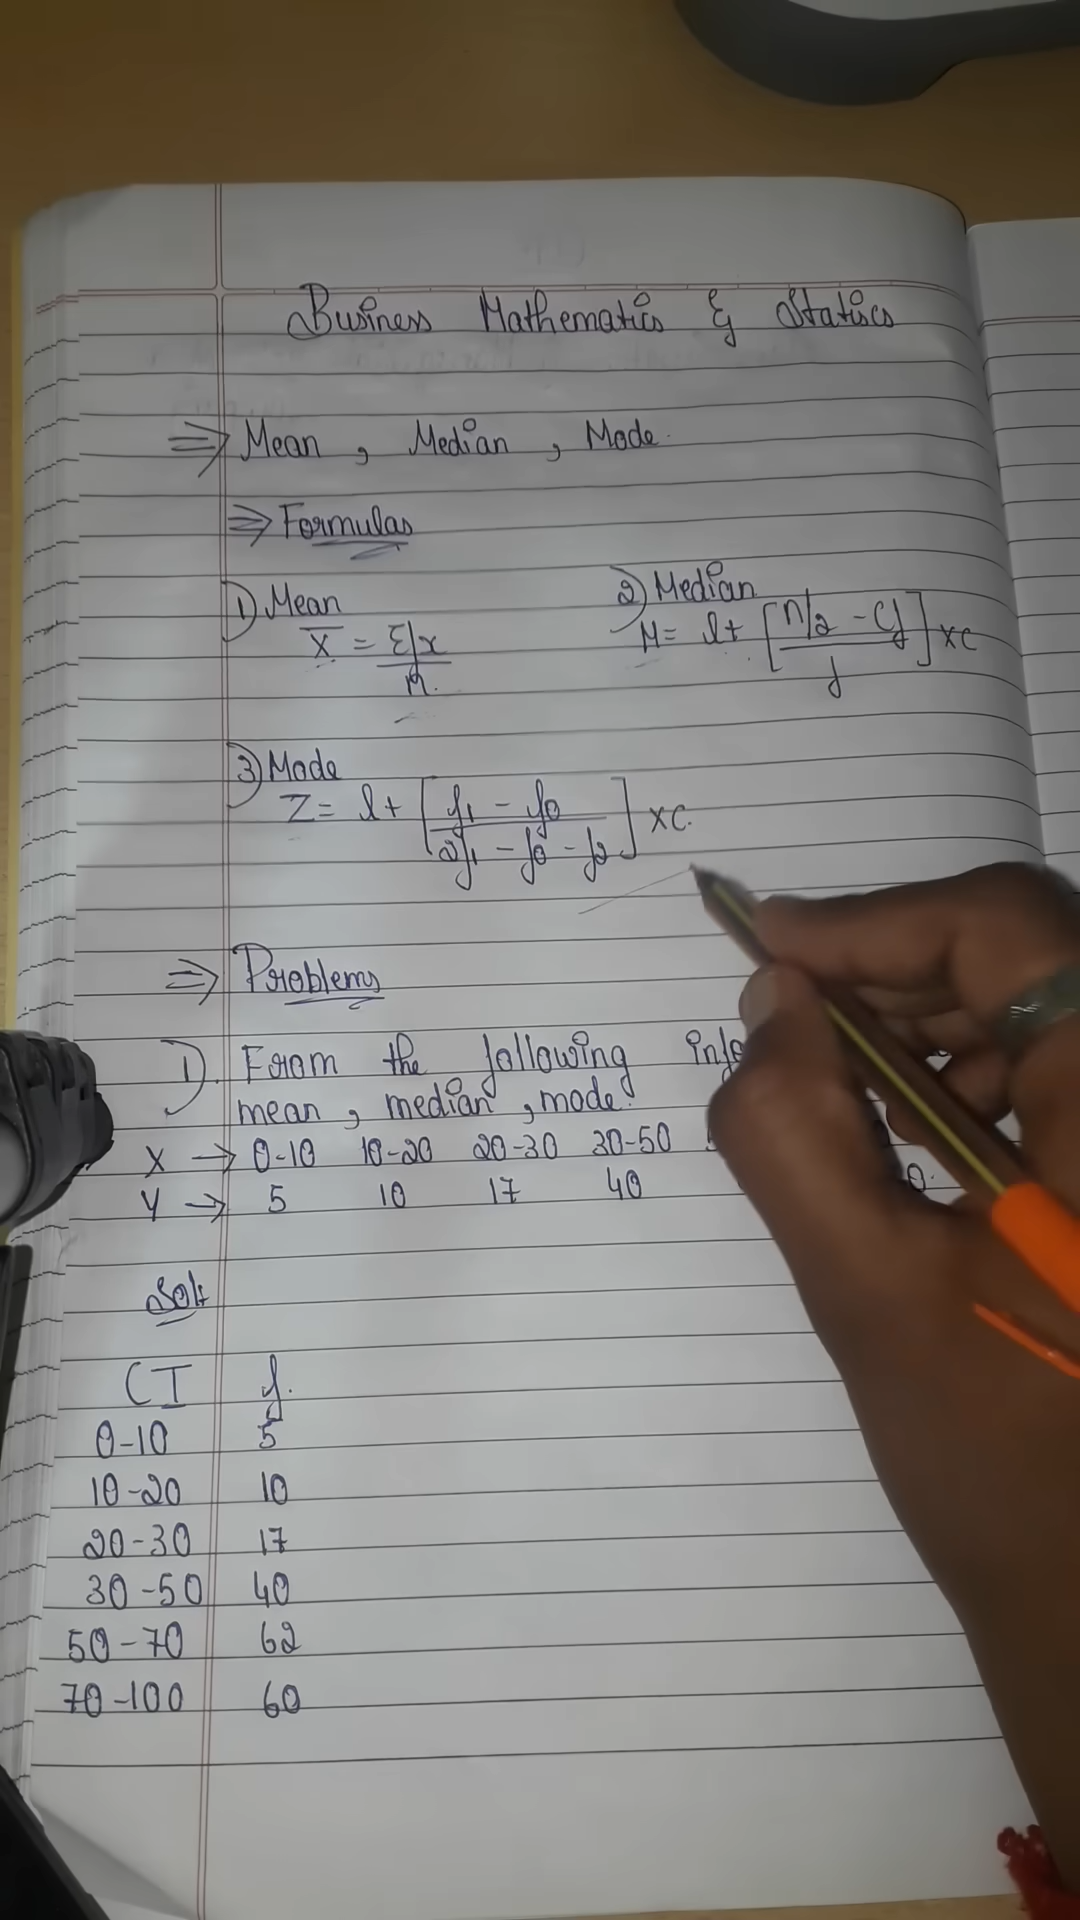 Business Mathematics & Statiscs
⇒ Mean, Median, Mode.
⇒ Formulas
1) Mean
X̄ = Σfx / n.
2) Median
M = l + [n/2 - Cf / f] × C
3) Mode
Z = l + [f1 - f0 / 2f1 - f0 - f2] × C.
⇒ Problems
1). From the following
mean, median, mode.
X → 0-10 10-20 20-30 30-50
Y → 5 10 17 40
Sol:
CI f.
0-10 5
10-20 10
20-30 17
30-50 40
50-70 62
70-100 60